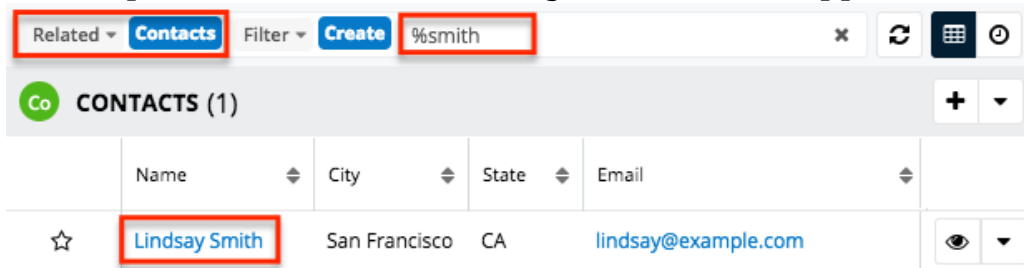 Related Contacts Filter Create %smith
Co CONTACTS (1)
Name City State Email
Lindsay Smith San Francisco CA lindsay@example.com